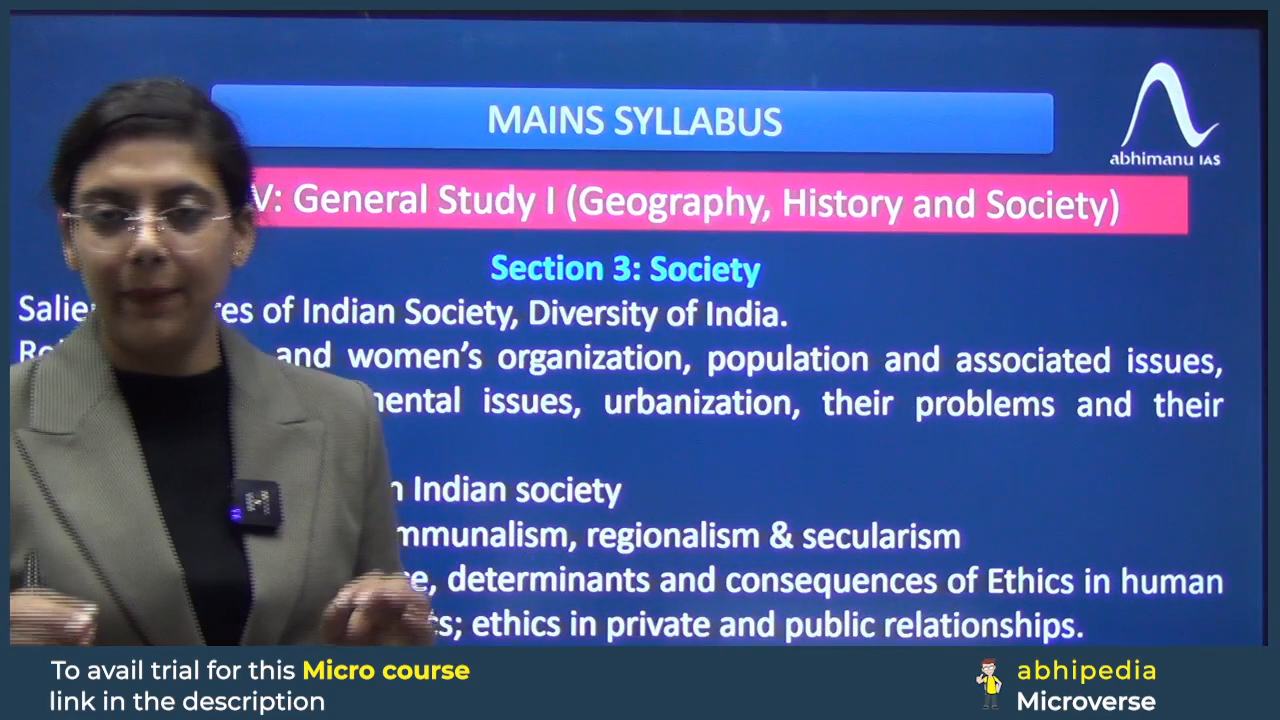 MAINS SYLLABUS
abhimanu IAS
V: General Study I (Geography, History and Society)
Section 3: Society
of Indian Society, Diversity of India.
and women's organization, population and associated issues,
issues, urbanization, their problems and their
Indian society
regionalism & secularism
determinants and consequences of Ethics in human
ethics in private and public relationships.
To avail trial for this Micro course
link in the description
abhipedia
Microverse